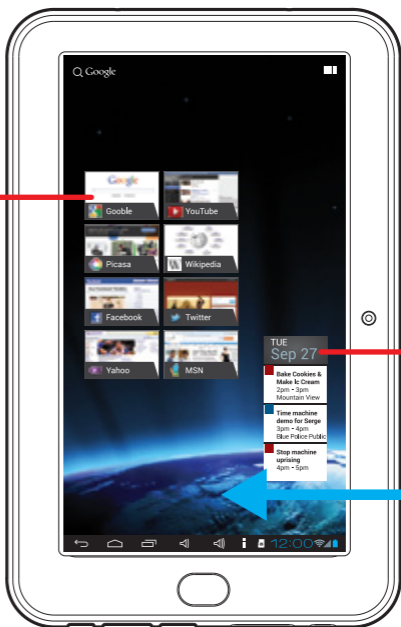 Google
Google
Gooble
YouTube
Picasa
W
Wikipedia
Facebook
Twitter
Yahoo
MSN
TUE
Sep 27
Bake Cookies &
Make Ic Cream
2pm - 3pm
Mountain View
Time machine
demo for Serge
3pm - 4pm
Blue Police Public
Stop machine
uprising
4pm - 5pm
12:00